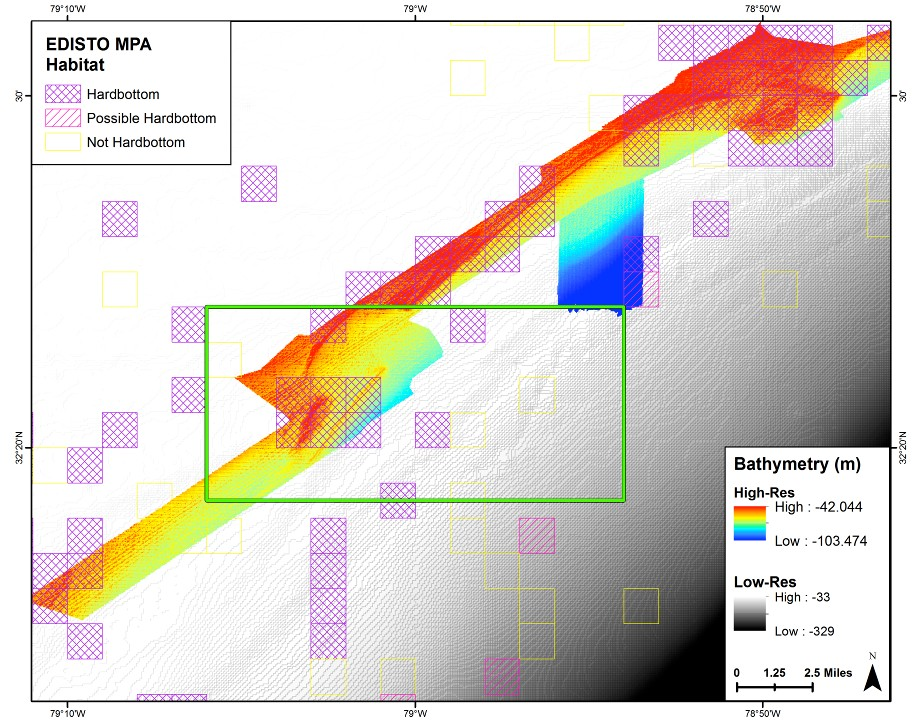 79°10'W 79°W 78°50'W
EDISTO MPA
Habitat
Hardbottom
Possible Hardbottom
Not Hardbottom
30' 30'
32°20'N 32°20'N
Bathymetry (m)
High-Res
High : -42.044
Low : -103.474
Low-Res
High : -33
Low : -329
N
0 1.25 2.5 Miles
79°10'W 79°W 78°50'W